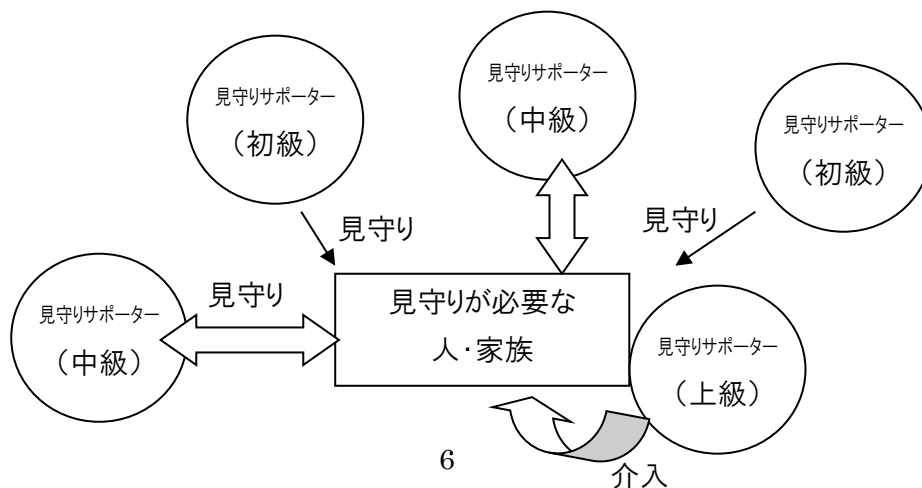 見守りサポーター
（中級）
見守りサポーター
（初級）
見守りサポーター
（初級）
見守り
見守り
見守り
見守りサポーター
（中級）
見守りが必要な
人・家族
見守りサポーター
（上級）
介入
6